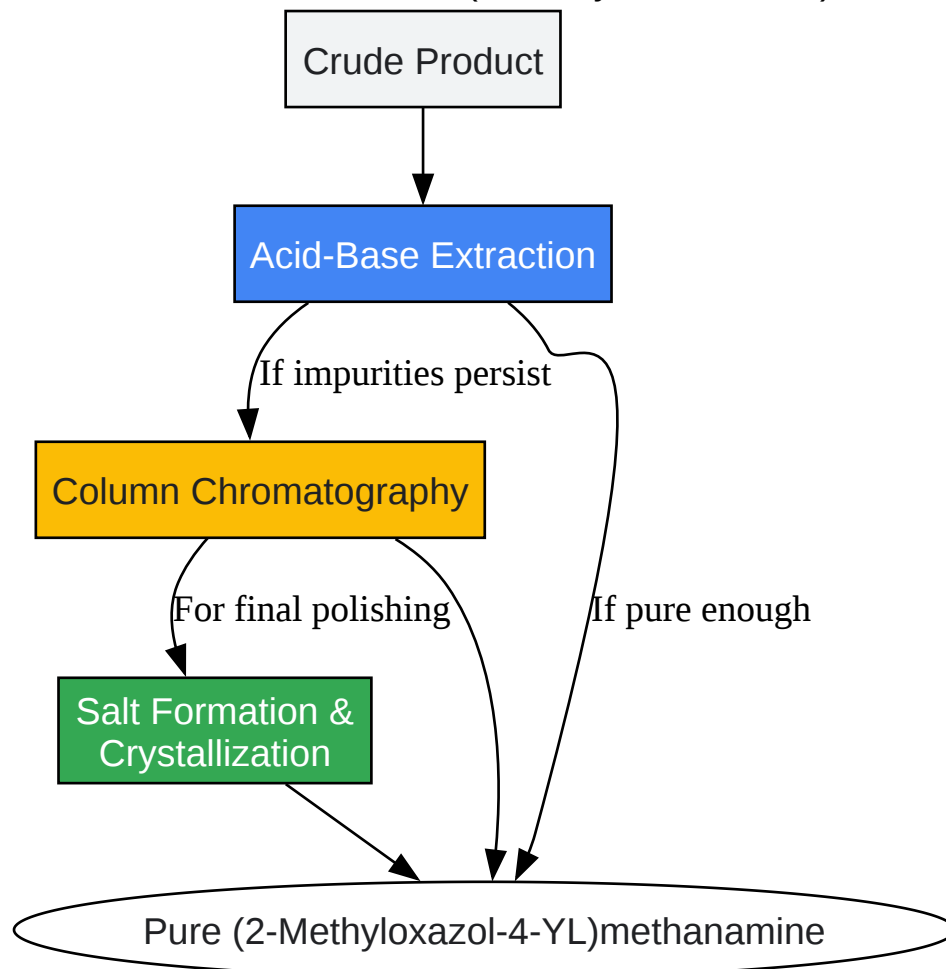 Crude Product
Acid-Base Extraction
If impurities persist
Column Chromatography
For final polishing
If pure enough
Salt Formation &
Crystallization
Pure (2-Methyloxazol-4-YL)methanamine